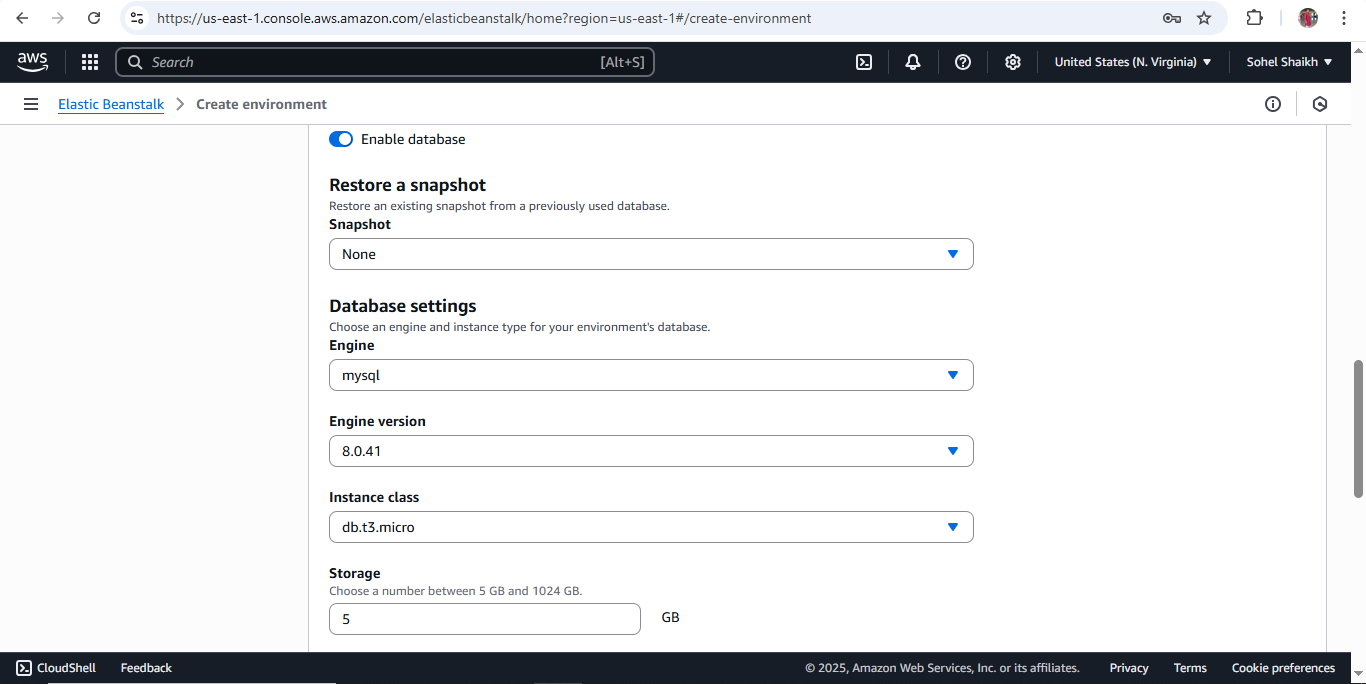 https://us-east-1.console.aws.amazon.com/elasticbeanstalk/home?region=us-east-1#/create-environment
aws Search [Alt+S] United States (N. Virginia) Sohel Shaikh
Elastic Beanstalk Create environment
Enable database
Restore a snapshot
Restore an existing snapshot from a previously used database.
Snapshot
None
Database settings
Choose an engine and instance type for your environment's database.
Engine
mysql
Engine version
8.0.41
Instance class
db.t3.micro
Storage
Choose a number between 5 GB and 1024 GB.
5 GB
CloudShell Feedback © 2025, Amazon Web Services, Inc. or its affiliates. Privacy Terms Cookie preferences